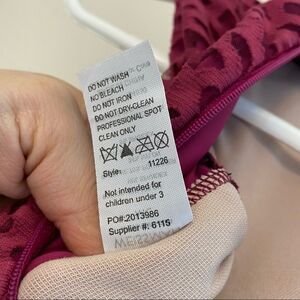 DO NOT WASH
NO BLEACH
DO NOT IRON
DO NOT DRY-CLEAN
PROFESSIONAL SPOT
CLEAN ONLY
Style: 11226
Not intended for
children under 3
PO#:2013986
Supplier #: 6115